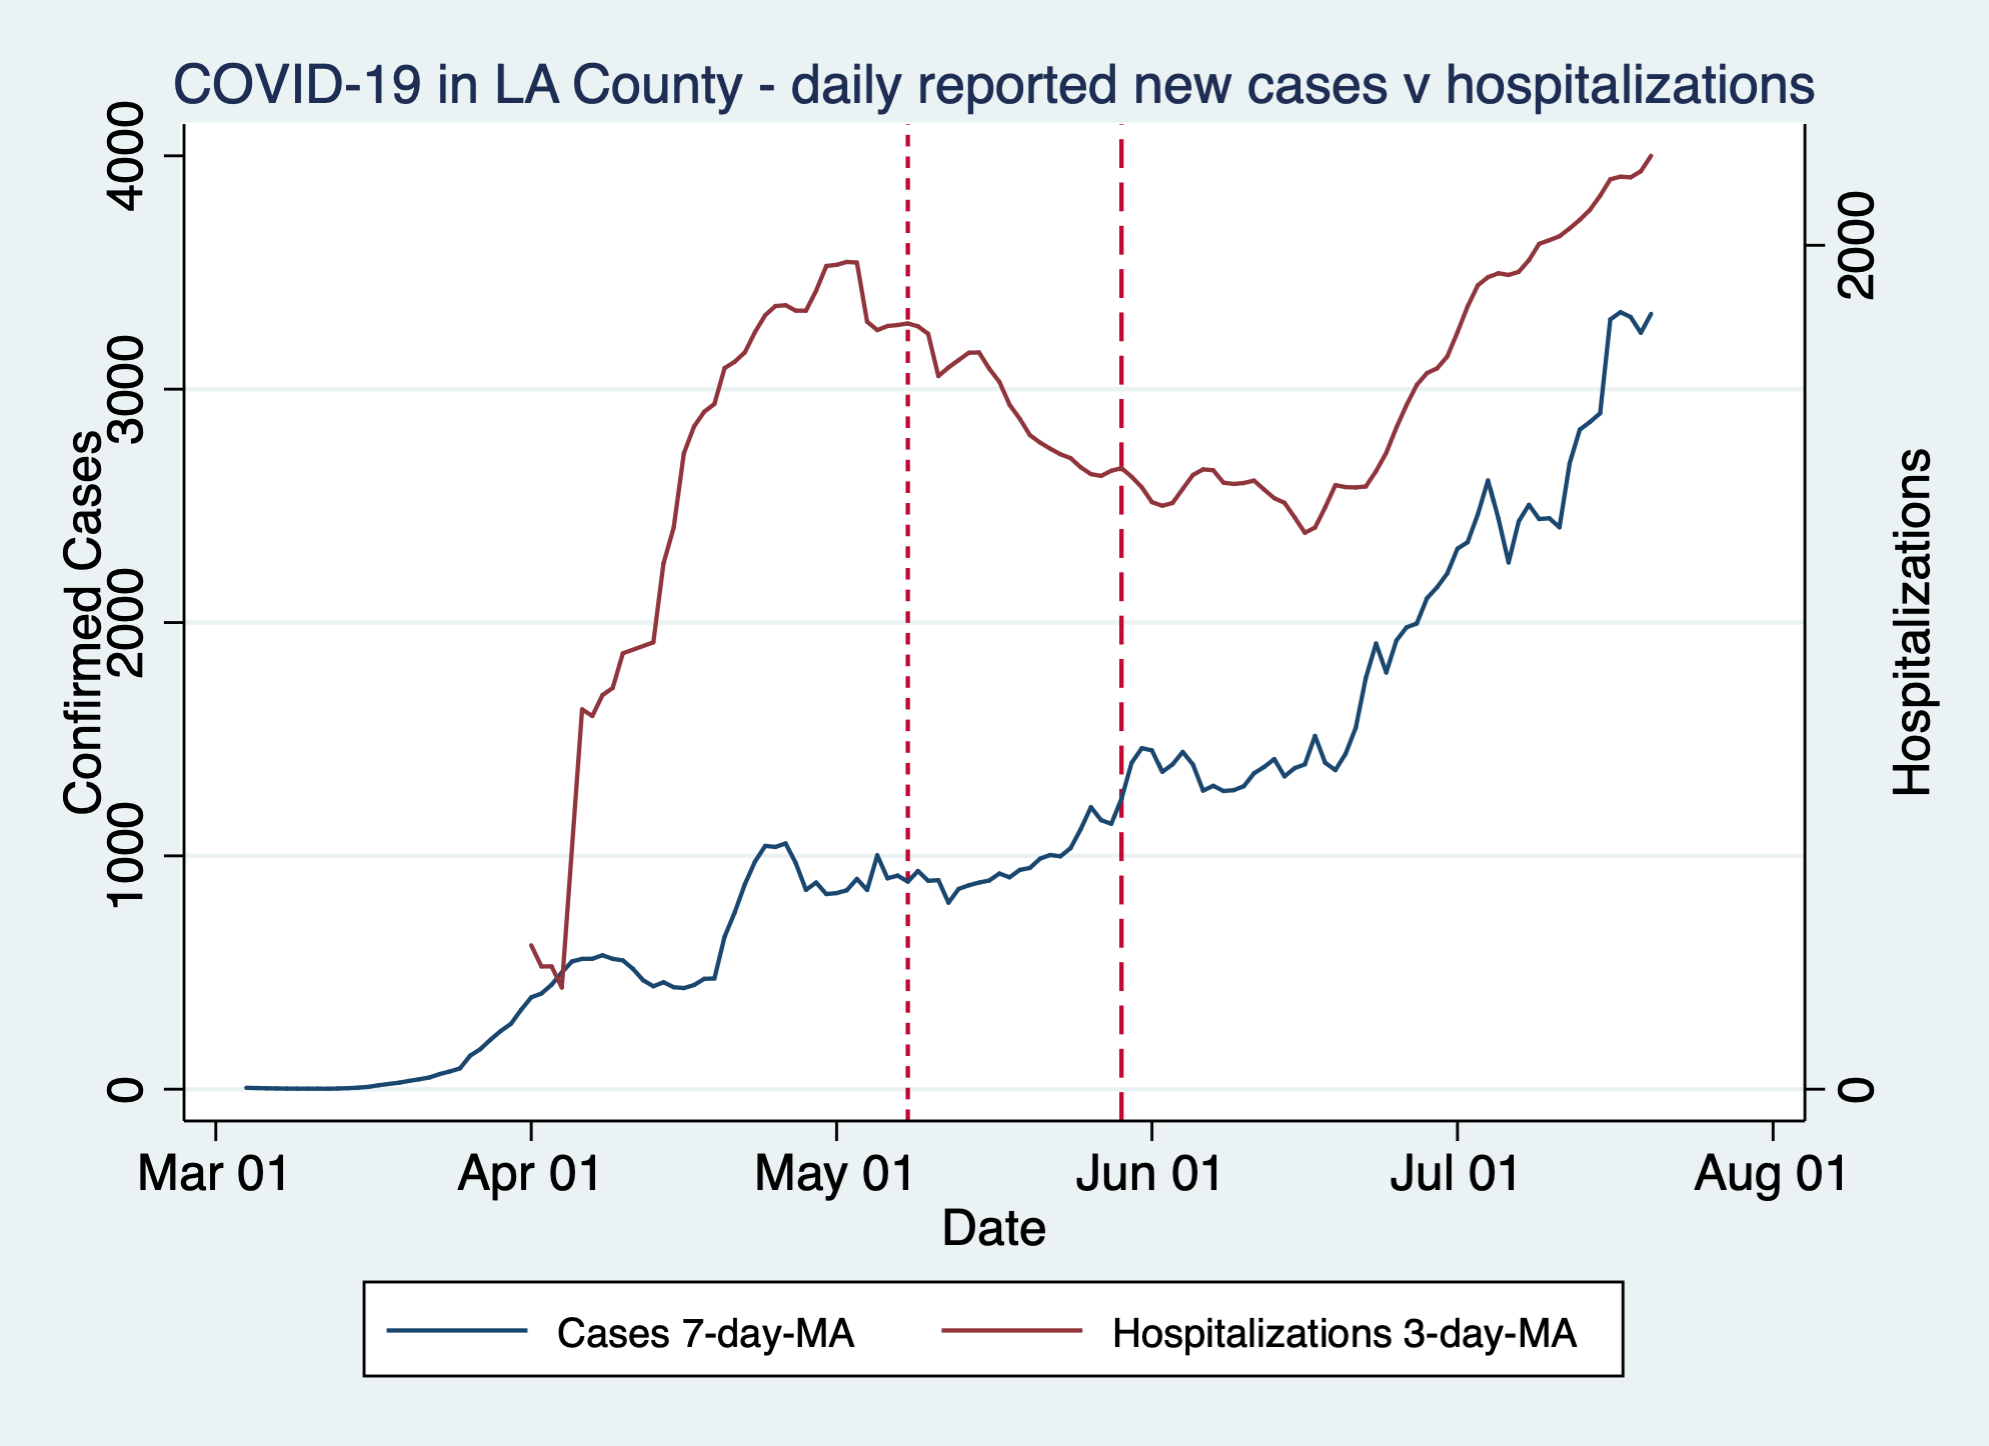 COVID-19 in LA County - daily reported new cases v hospitalizations
Confirmed Cases
4000
3000
2000
1000
0
2000
0
Hospitalizations
Mar 01 Apr 01 May 01 Jun 01 Jul 01 Aug 01
Date
Cases 7-day-MA Hospitalizations 3-day-MA